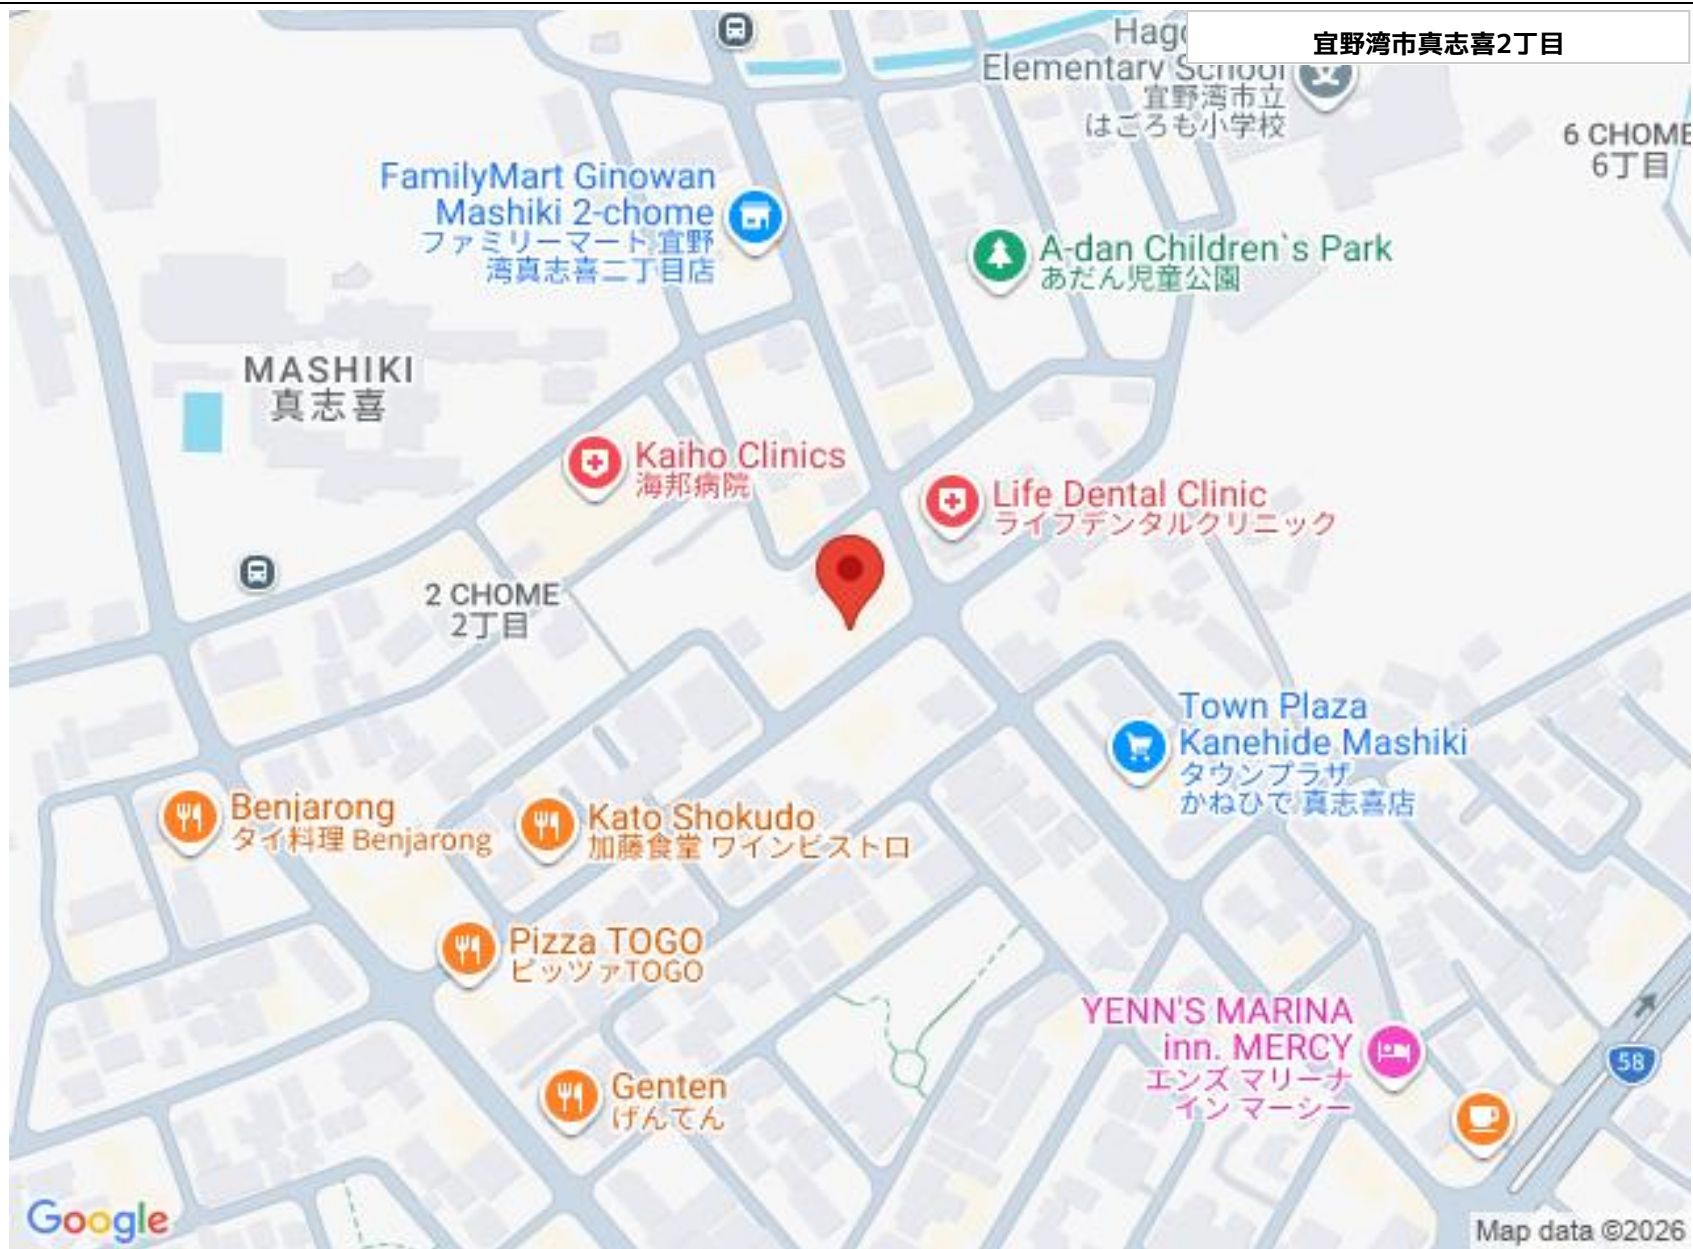 宜野湾市真志喜2丁目
Elementary School
宜野湾市立
はごろも小学校
6 CHOME
6丁目
FamilyMart Ginowan
Mashiki 2-chome
ファミリーマート 宜野
湾真志喜二丁目店
A-dan Children`s Park
あだん児童公園
MASHIKI
真志喜
Kaiho Clinics
海邦病院
Life Dental Clinic
ライフデンタルクリニック
2 CHOME
2丁目
Town Plaza
Kanehide Mashiki
タウンプラザ
かねひで 真志喜店
Benjarong
タイ料理 Benjarong
Kato Shokudo
加藤食堂 ワインビストロ
Pizza TOGO
ピッツァTOGO
YENN'S MARINA
inn. MERCY
エンズ マリーナ
イン マーシー
58
Genten
げんてん
Google
Map data ©2026